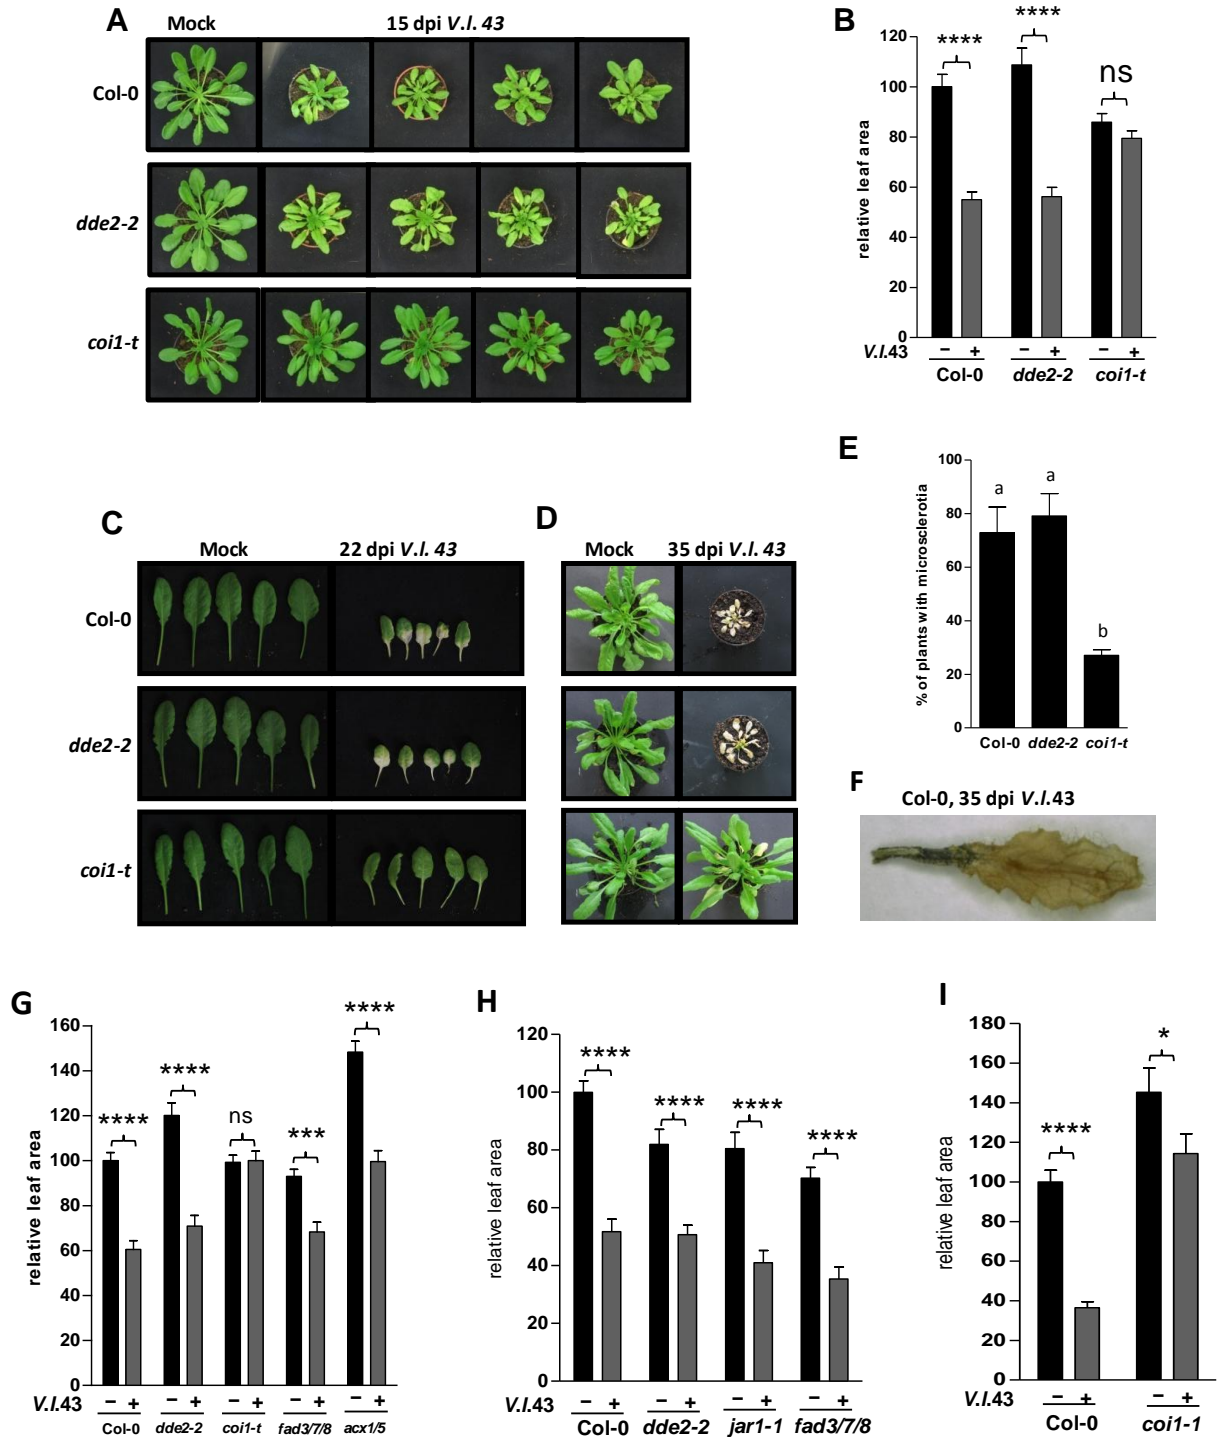 A
Mock
15 dpi V.l. 43
Col-0
dde2-2
coi1-t
B
relative leaf area
120
100
80
60
40
20
0
****
****
ns
V.l.43
– + – + – +
Col-0 dde2-2 coi1-t
C
Mock
22 dpi V.l. 43
Col-0
dde2-2
coi1-t
D
Mock
35 dpi V.l. 43
E
% of plants with microsclerotia
100
80
60
40
20
0
a
a
b
Col-0 dde2-2 coi1-t
F
Col-0, 35 dpi V.l.43
G
relative leaf area
160
140
120
100
80
60
40
20
0
****
****
ns
***
****
V.l.43
– + – + – + – + – +
Col-0 dde2-2 coi1-t fad3/7/8 acx1/5
H
relative leaf area
120
100
80
60
40
20
0
****
****
****
****
V.l.43
– + – + – + – +
Col-0 dde2-2 jar1-1 fad3/7/8
I
relative leaf area
180
160
140
120
100
80
60
40
20
0
****
*
V.l.43
– + – +
Col-0 coi1-1